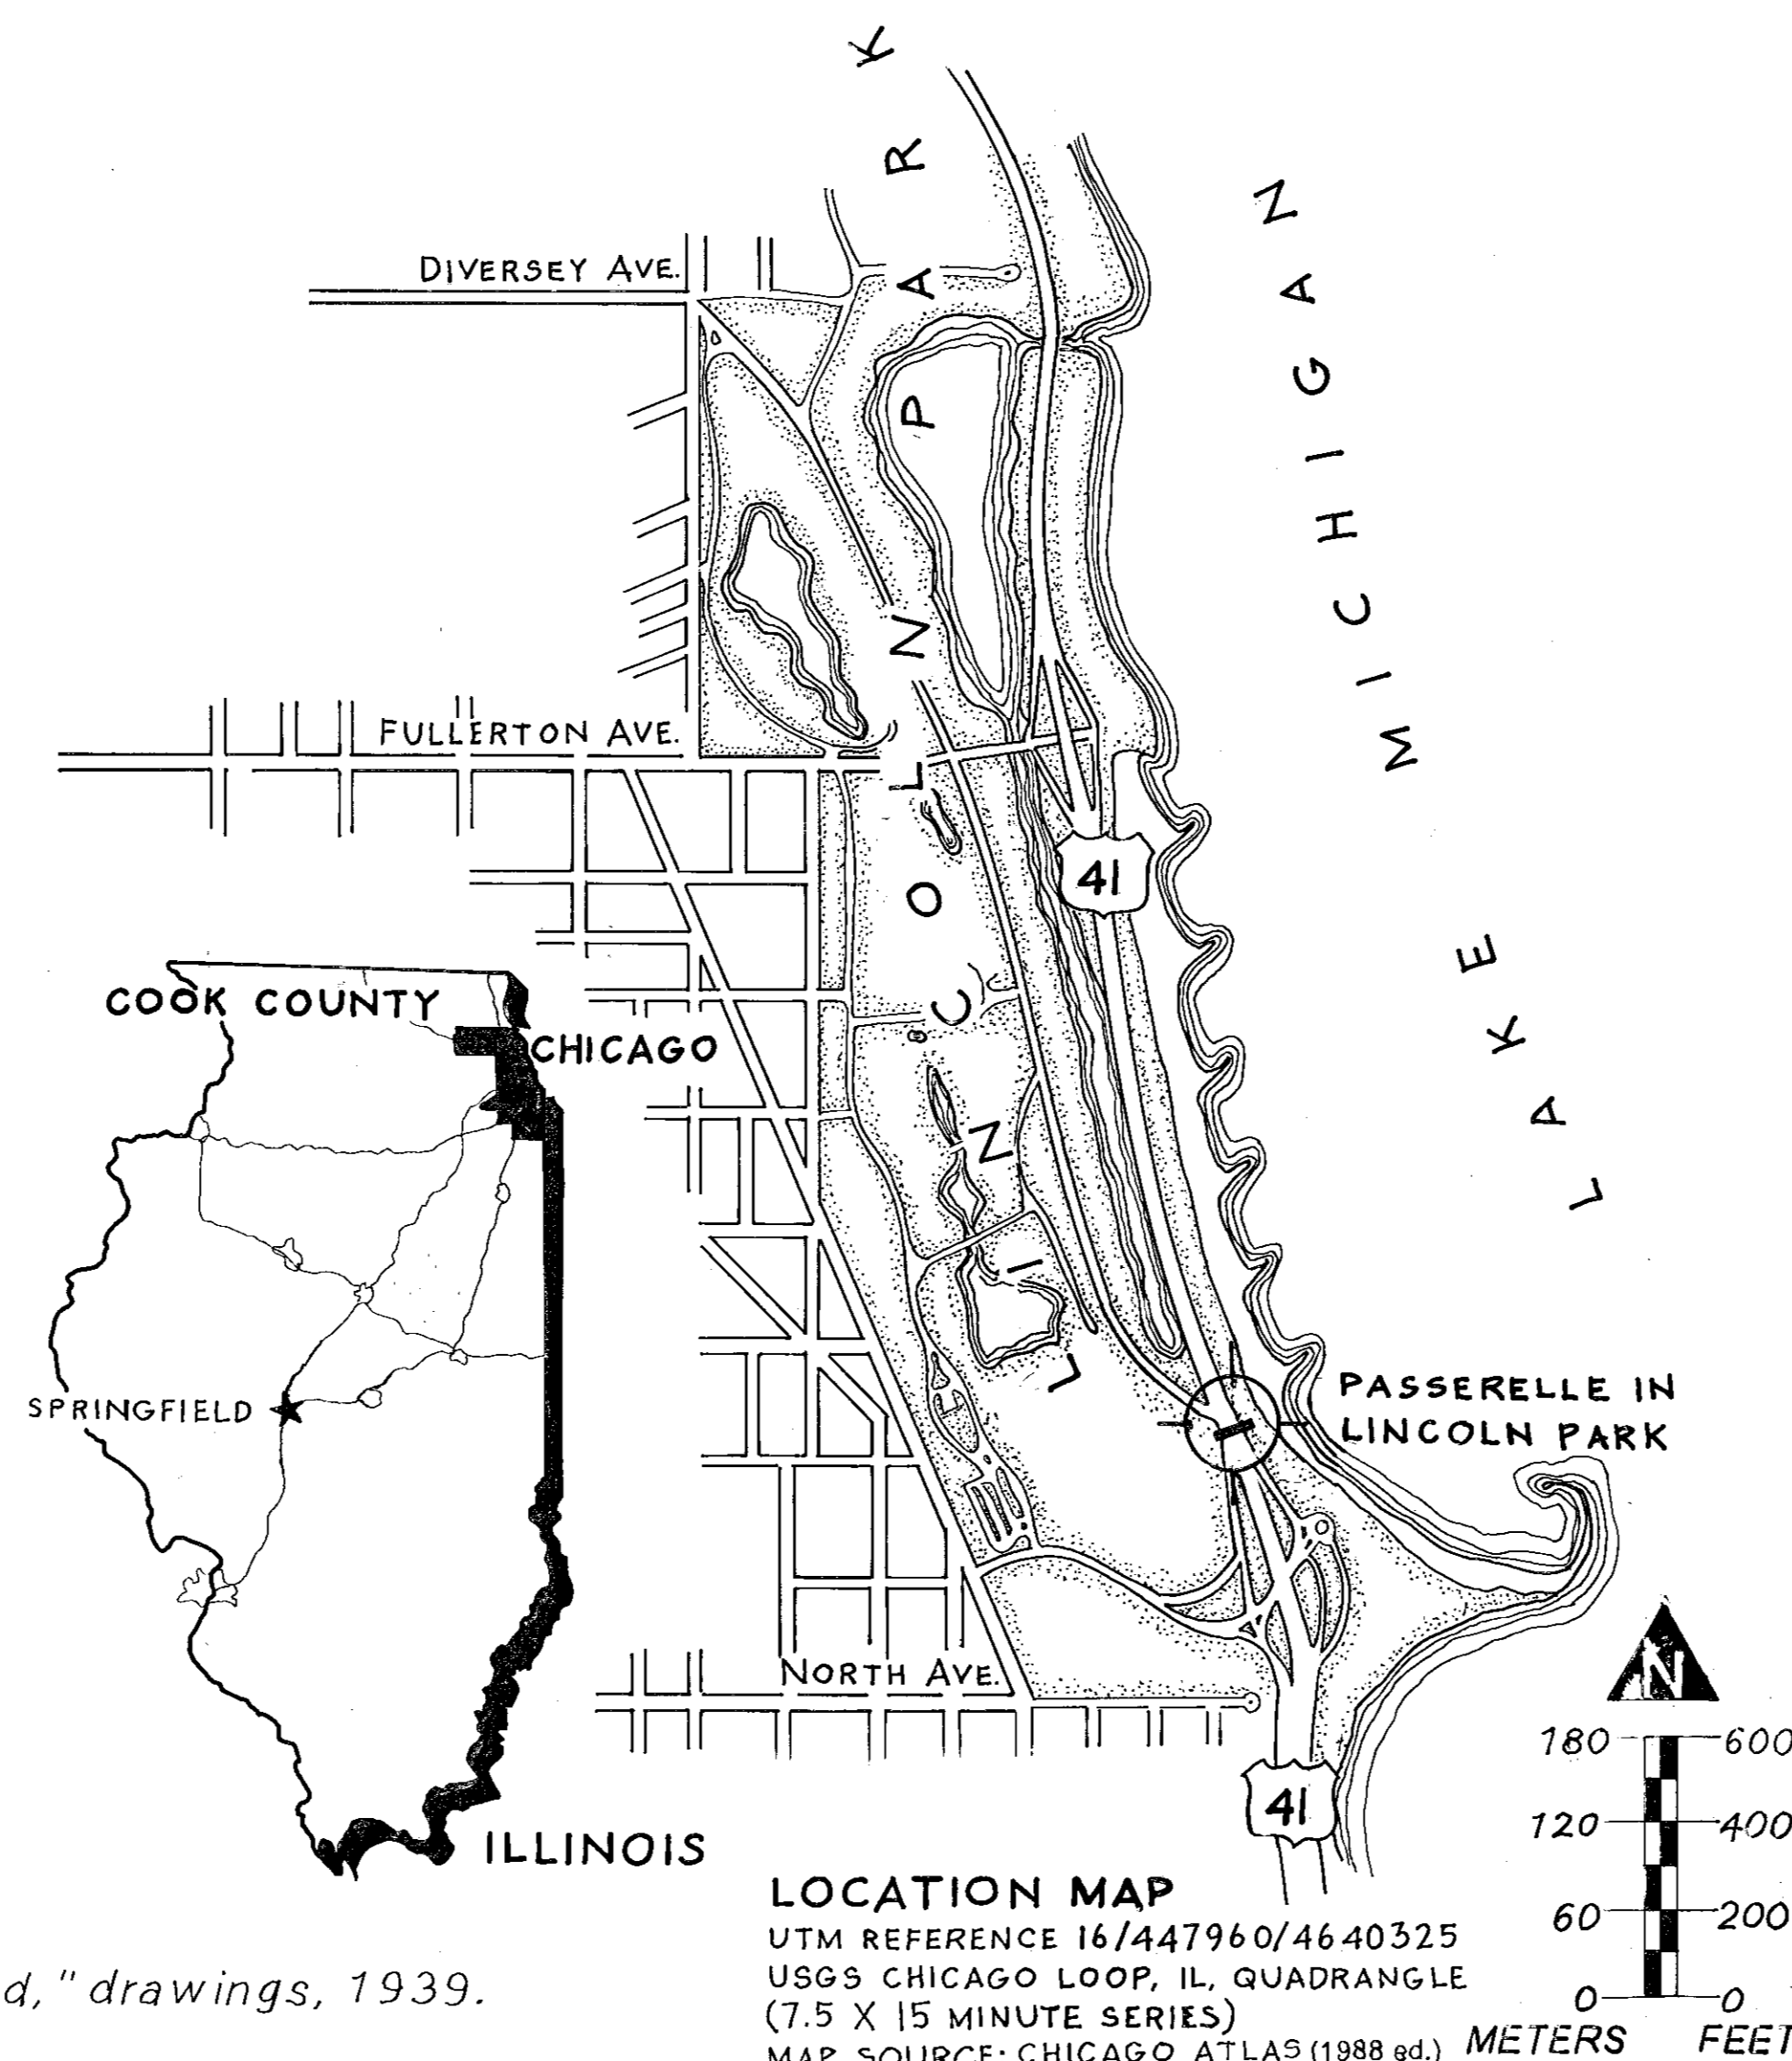 LINCOLN PARK
LAKE MICHIGAN
DIVERSEY AVE.
FULLERTON AVE.
41
COOK COUNTY
CHICAGO
SPRINGFIELD
PASSERELLE IN
LINCOLN PARK
NORTH AVE.
N
41
ILLINOIS
180 600
120 400
60 200
0 0
METERS FEET
LOCATION MAP
UTM REFERENCE 16/447960/4640325
USGS CHICAGO LOOP, IL, QUADRANGLE
(7.5 X 15 MINUTE SERIES)
MAP SOURCE: CHICAGO ATLAS (1988 ed.)
d," drawings, 1939.